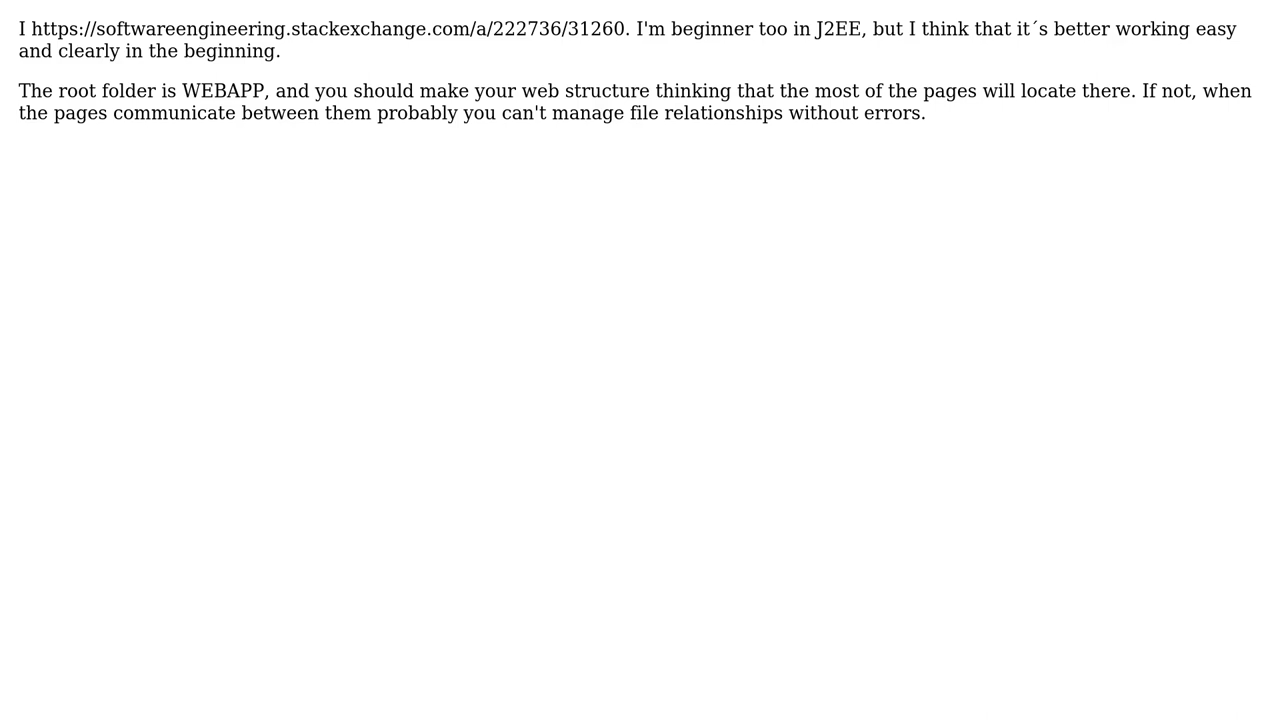 I https://softwareengineering.stackexchange.com/a/222736/31260. I'm beginner too in J2EE, but I think that it´s better working easy
and clearly in the beginning.
The root folder is WEBAPP, and you should make your web structure thinking that the most of the pages will locate there. If not, when
the pages communicate between them probably you can't manage file relationships without errors.